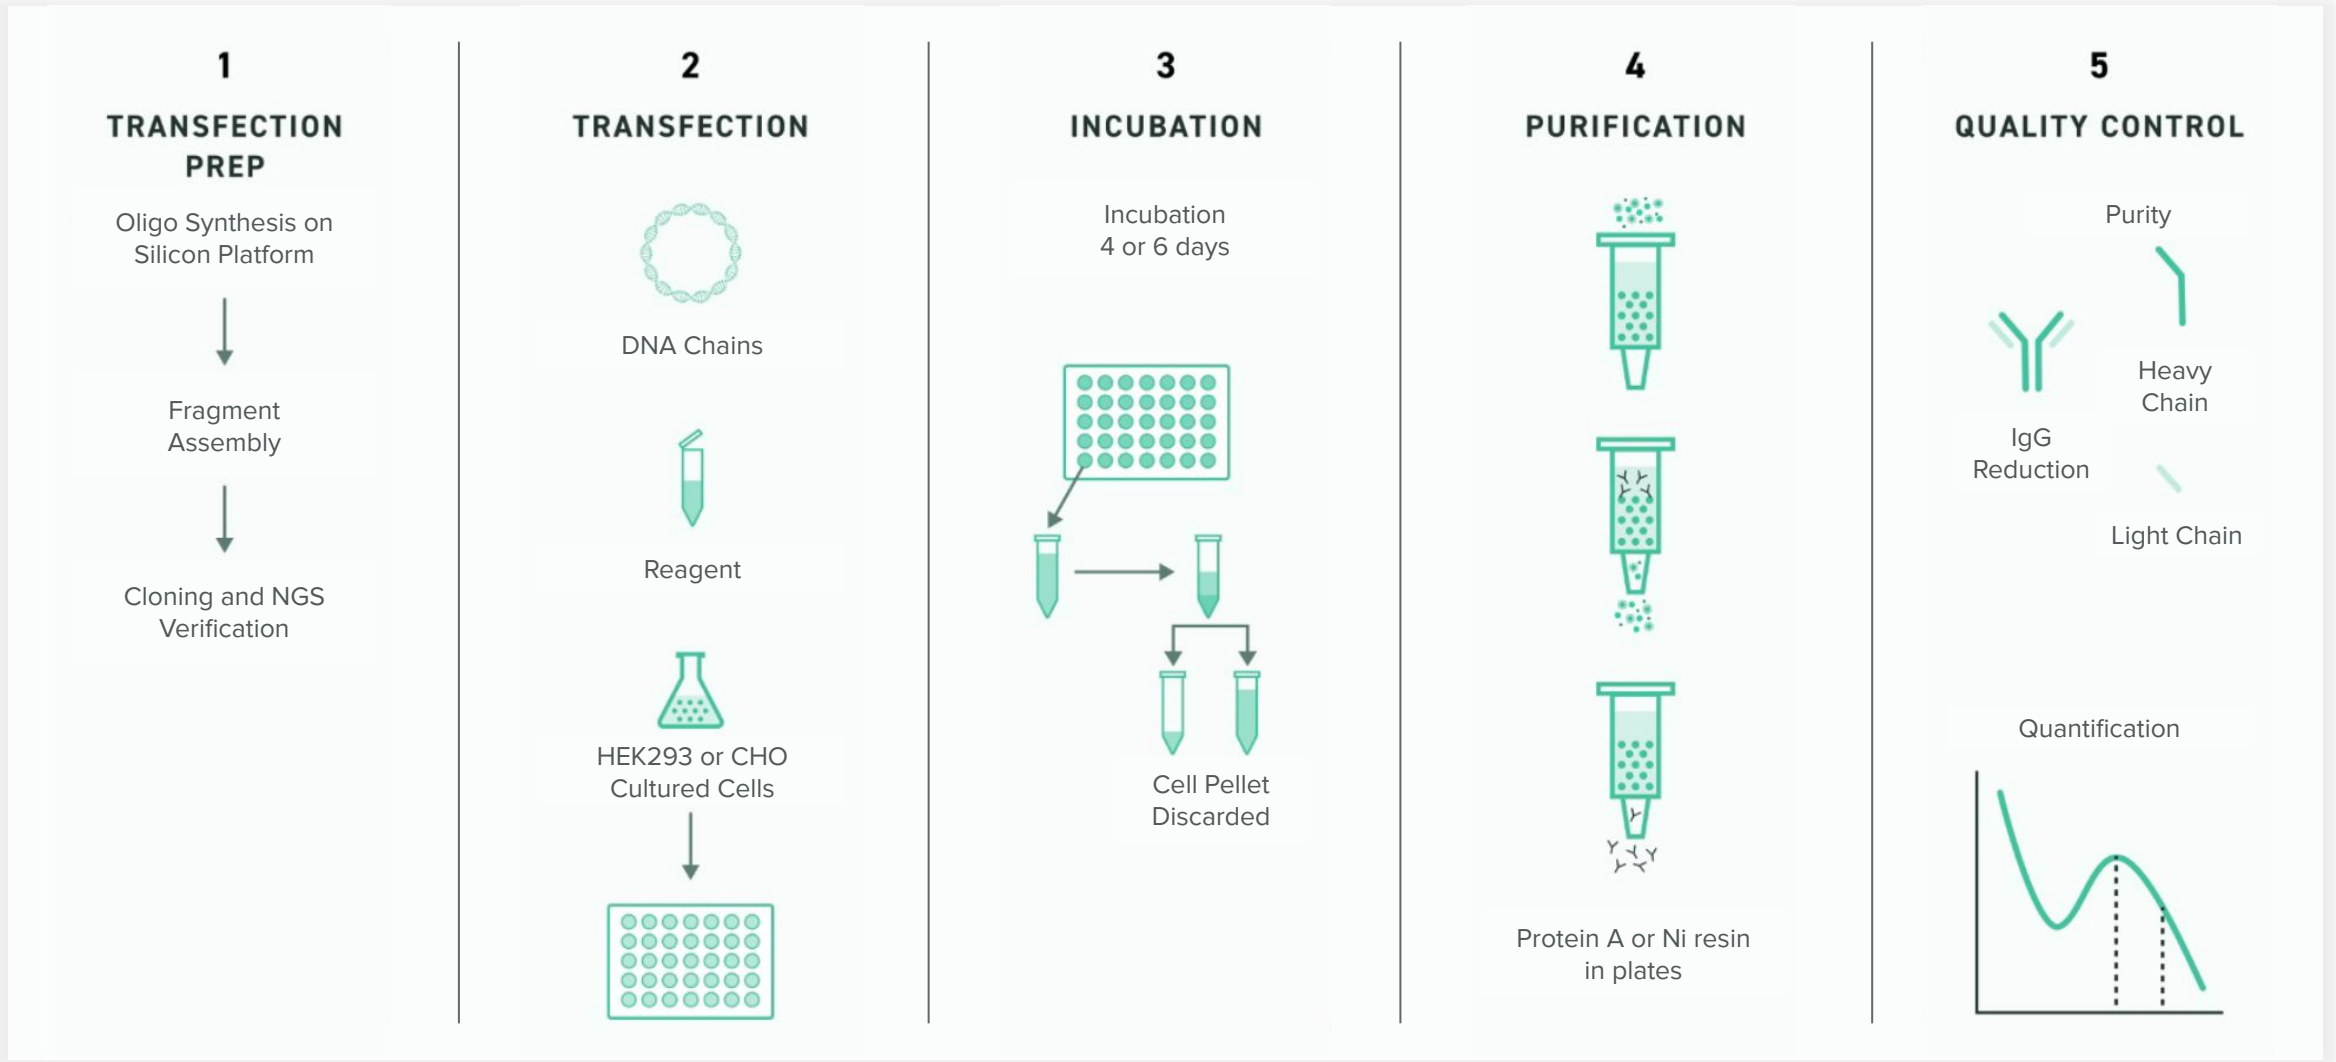 1
TRANSFECTION
PREP
Oligo Synthesis on
Silicon Platform
Fragment
Assembly
Cloning and NGS
Verification
2
TRANSFECTION
DNA Chains
Reagent
HEK293 or CHO
Cultured Cells
3
INCUBATION
Incubation
4 or 6 days
Cell Pellet
Discarded
4
PURIFICATION
Protein A or Ni resin
in plates
5
QUALITY CONTROL
Purity
Heavy
Chain
IgG
Reduction
Light Chain
Quantification